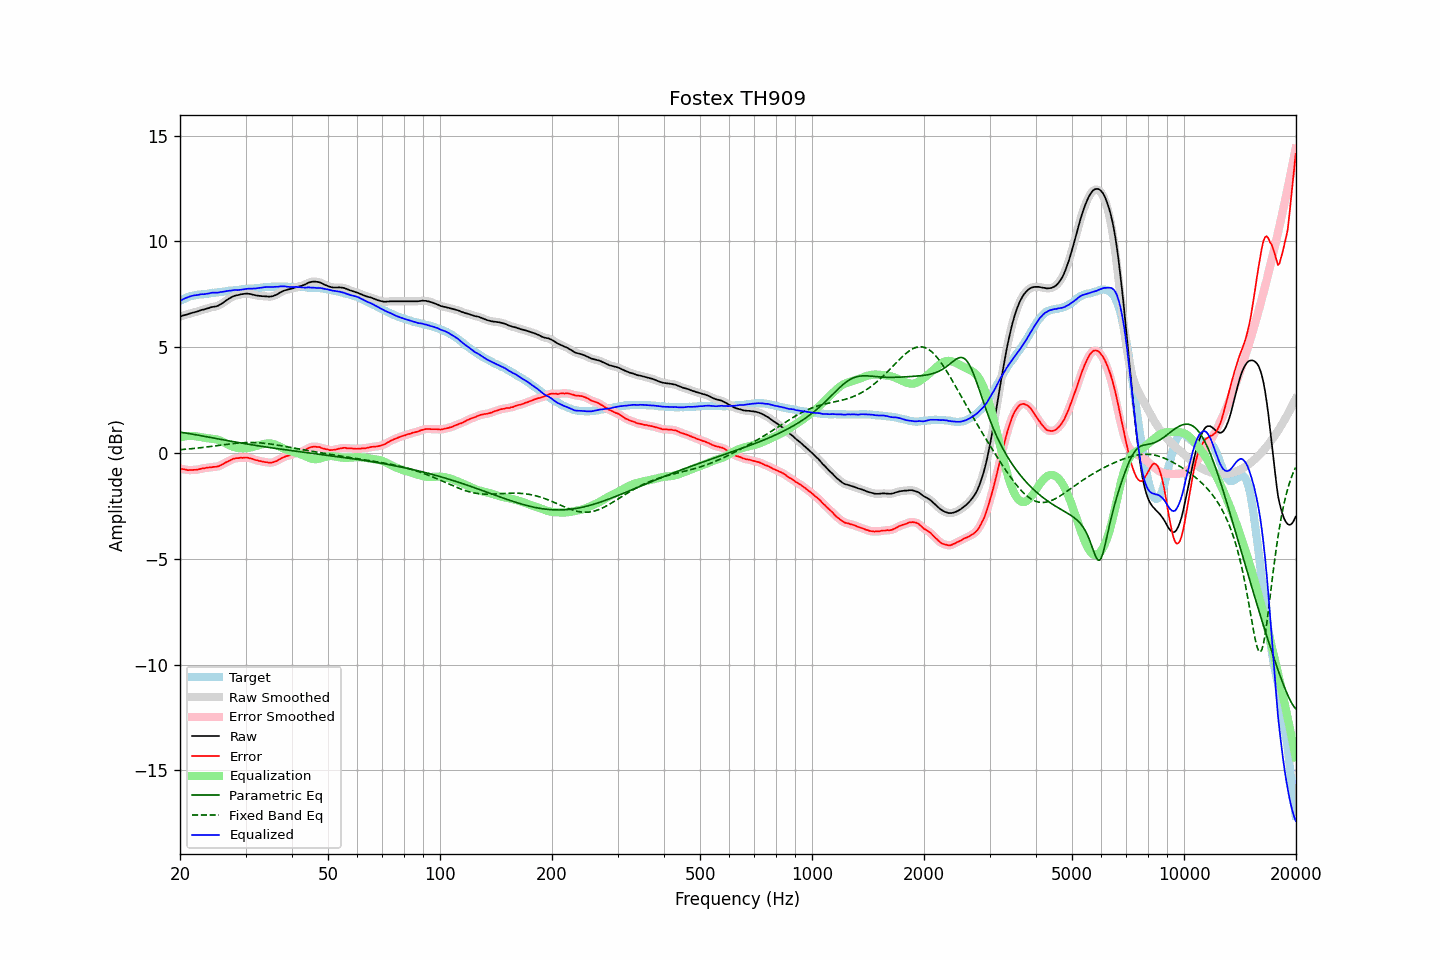 Fostex TH909
15
10
5
0
−5
−10
−15
Amplitude (dBr)
Target
Raw Smoothed
Error Smoothed
Raw
Error
Equalization
Parametric Eq
Fixed Band Eq
Equalized
20 50 100 200 500 1000 2000 5000 10000 20000
Frequency (Hz)